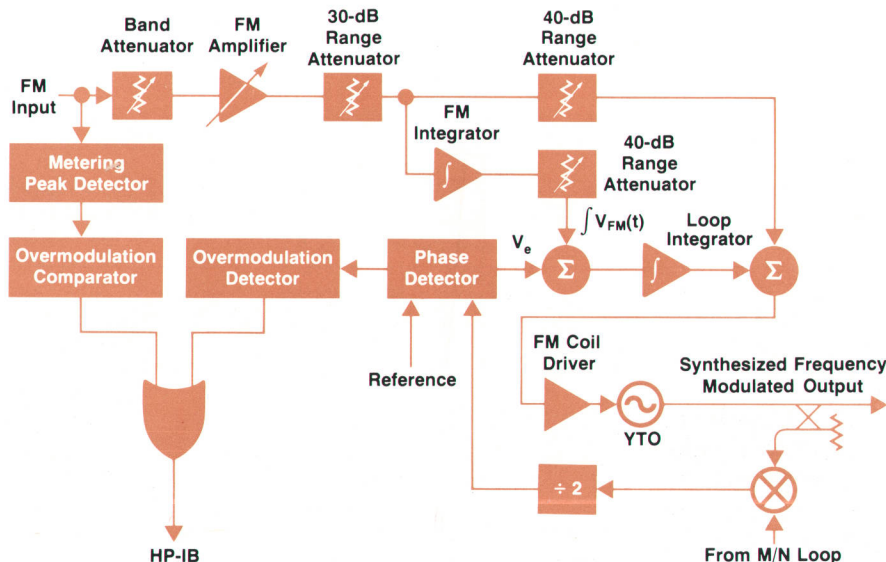 Band
Attenuator
FM
Amplifier
30-dB
Range
Attenuator
40-dB
Range
Attenuator
FM
Input
FM
Integrator
∫
40-dB
Range
Attenuator
Metering
Peak Detector
∫ V_FM(t)
Loop
Integrator
Overmodulation
Comparator
Overmodulation
Detector
Phase
Detector
V_e
Σ
∫
Σ
Reference
FM Coil
Driver
YTO
Synthesized Frequency
Modulated Output
÷ 2
HP-IB
From M/N Loop